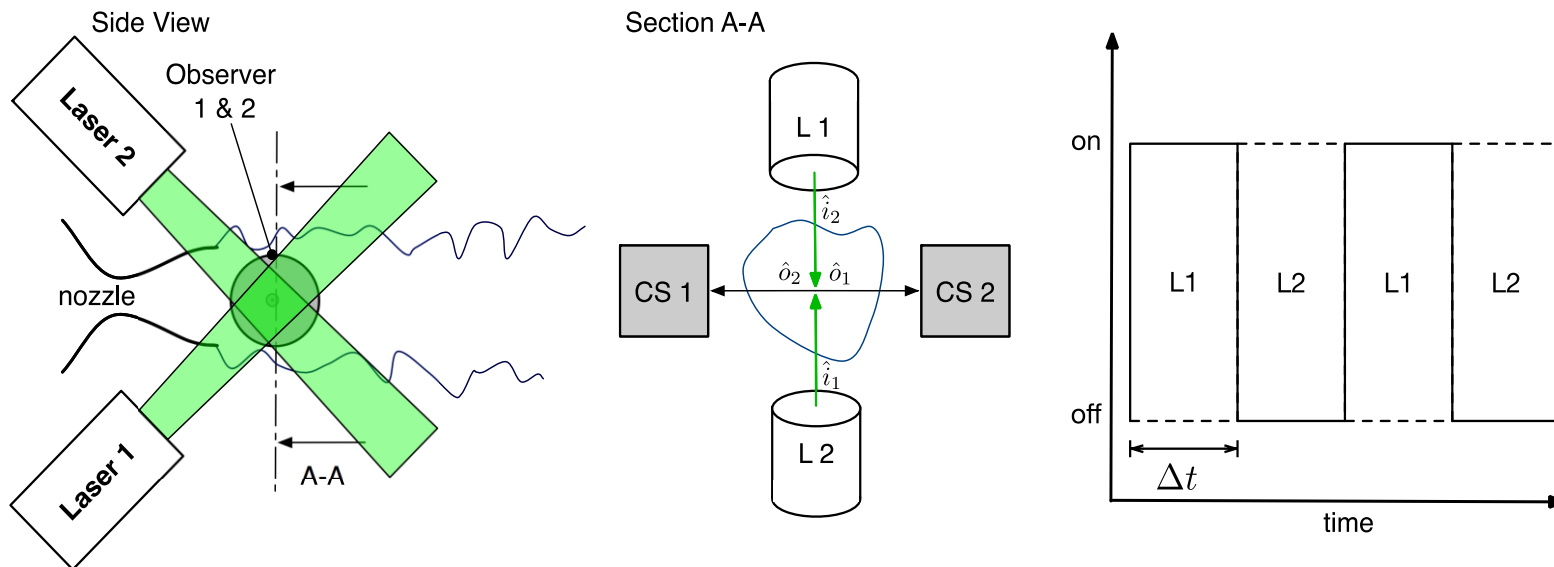 Side View
Laser 2
Observer
1 & 2
nozzle
Laser 1
A-A
Section A-A
L 1
î₂
CS 1
ô₂ ô₁
CS 2
î₁
L 2
on
L1 L2 L1 L2
off
Δt
time